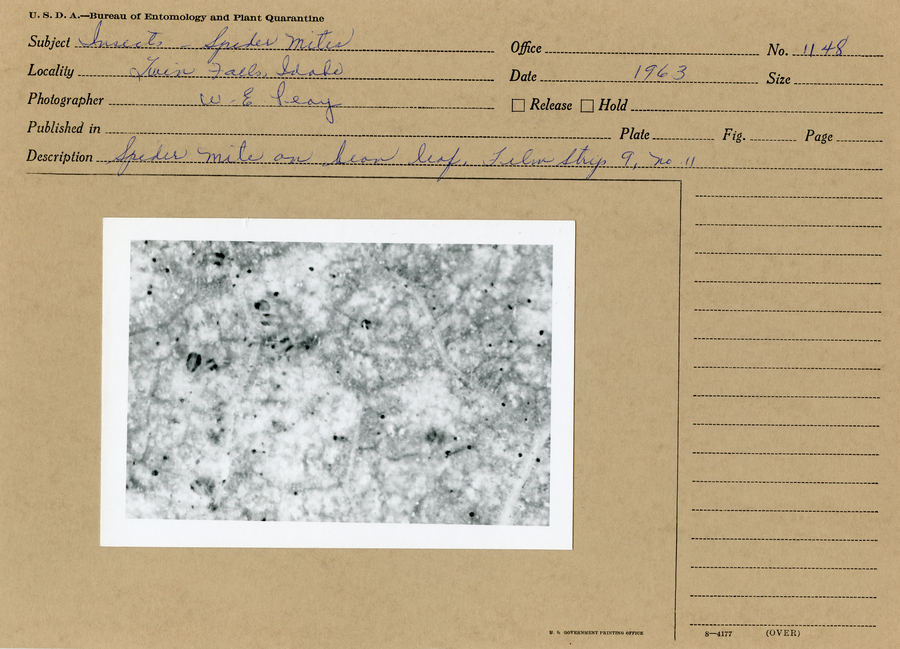 U. S. D. A.—Bureau of Entomology and Plant Quarantine
Subject Insects - Spider Mites Office No. 1148
Locality Twin Falls, Idaho Date 1963 Size
Photographer W. E. Peay Release Hold
Published in Plate Fig. Page
Description Spider mite on bean leaf. Film Strip 9, no. 11
U. S. GOVERNMENT PRINTING OFFICE
8—4177 (OVER)